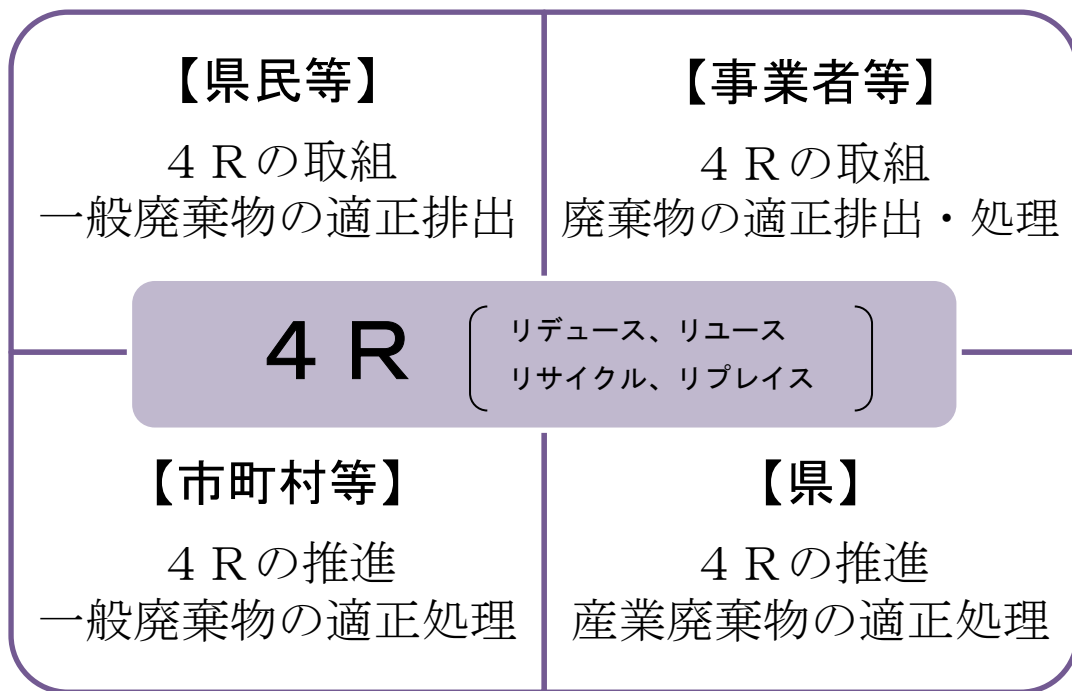 【県民等】
４Ｒの取組
一般廃棄物の適正排出
【事業者等】
４Ｒの取組
廃棄物の適正排出・処理
４Ｒ
リデュース、リユース
リサイクル、リプレイス
【市町村等】
４Ｒの推進
一般廃棄物の適正処理
【県】
４Ｒの推進
産業廃棄物の適正処理